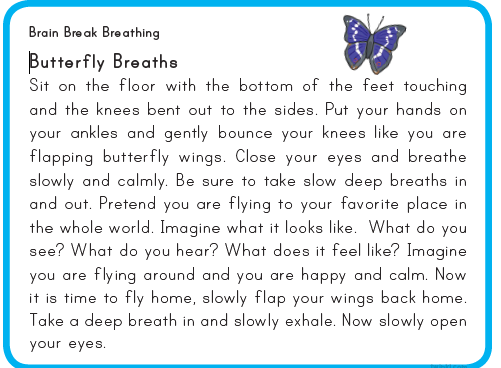 Brain Break Breathing
Butterfly Breaths
Sit on the floor with the bottom of the feet touching
and the knees bent out to the sides. Put your hands on
your ankles and gently bounce your knees like you are
flapping butterfly wings. Close your eyes and breathe
slowly and calmly. Be sure to take slow deep breaths in
and out. Pretend you are flying to your favorite place in
the whole world. Imagine what it looks like. What do you
see? What do you hear? What does it feel like? Imagine
you are flying around and you are happy and calm. Now
it is time to fly home, slowly flap your wings back home.
Take a deep breath in and slowly exhale. Now slowly open
your eyes.